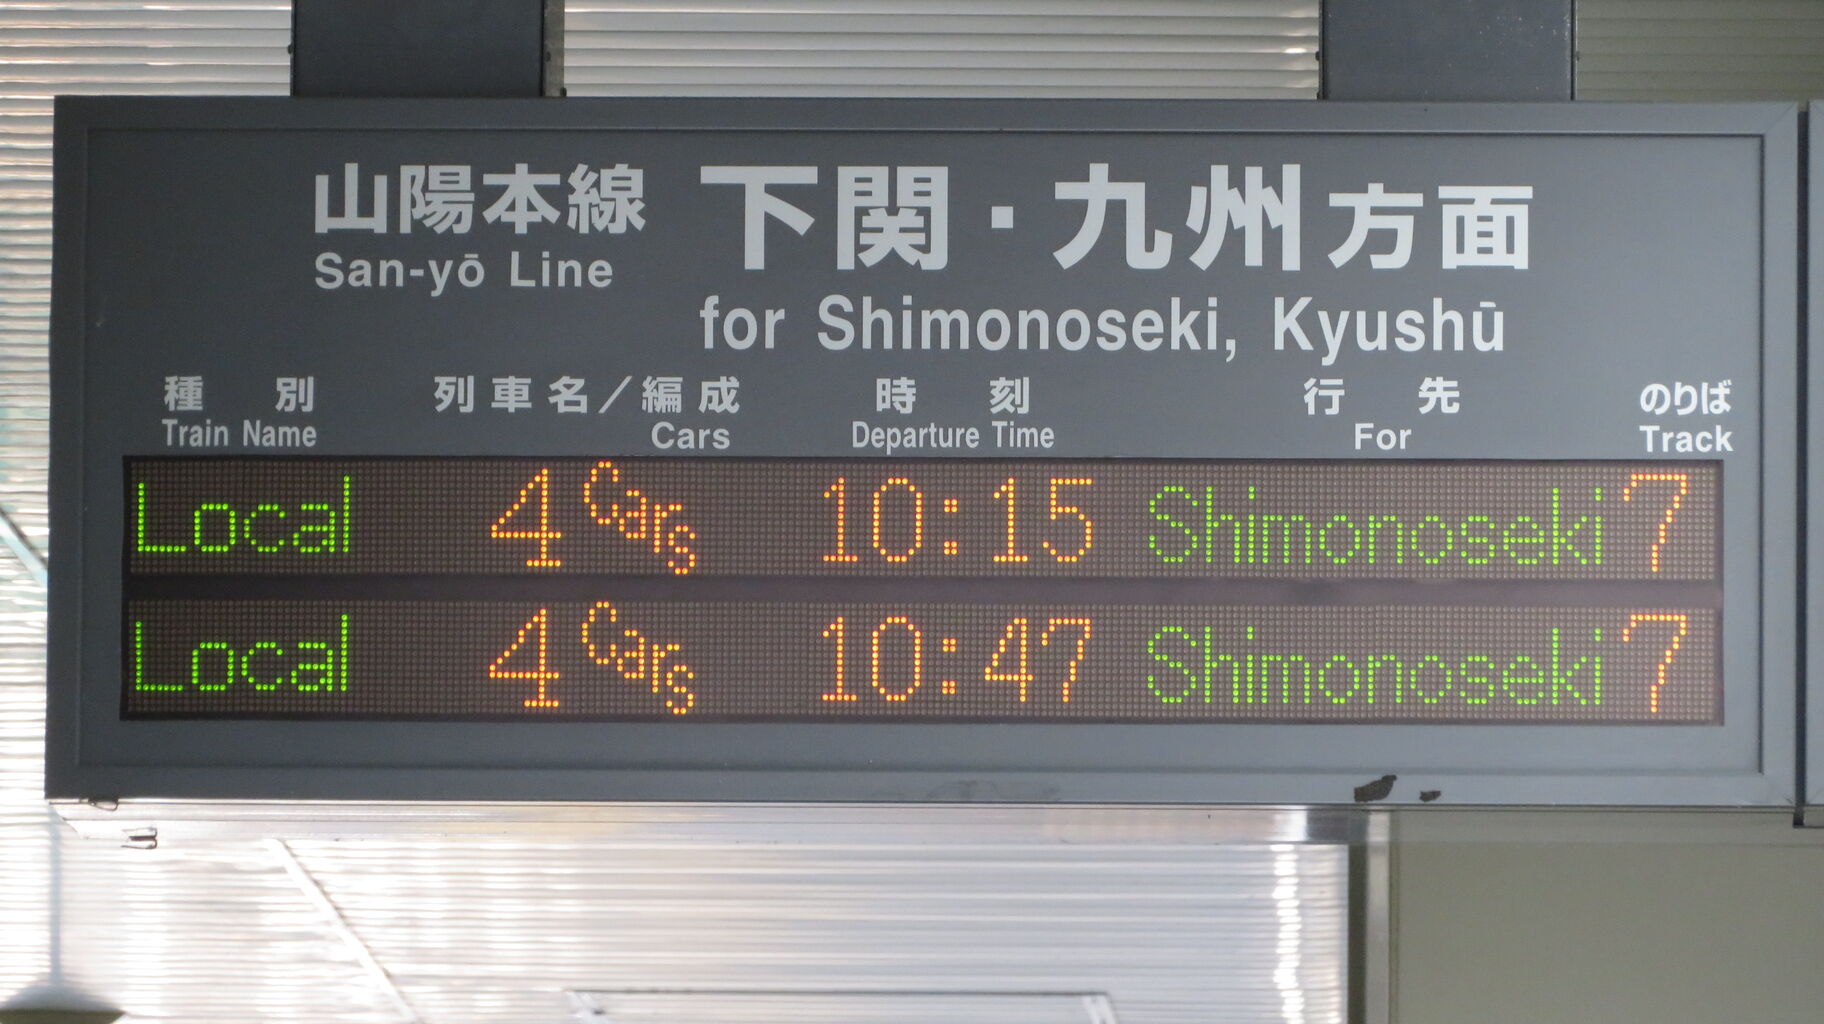 山陽本線 下関・九州方面
San-yō Line
for Shimonoseki, Kyushū
種別 列車名/編成 時刻 行先 のりば
Train Name Cars Departure Time For Track
Local 4 Cars 10:15 Shimonoseki 7
Local 4 Cars 10:47 Shimonoseki 7